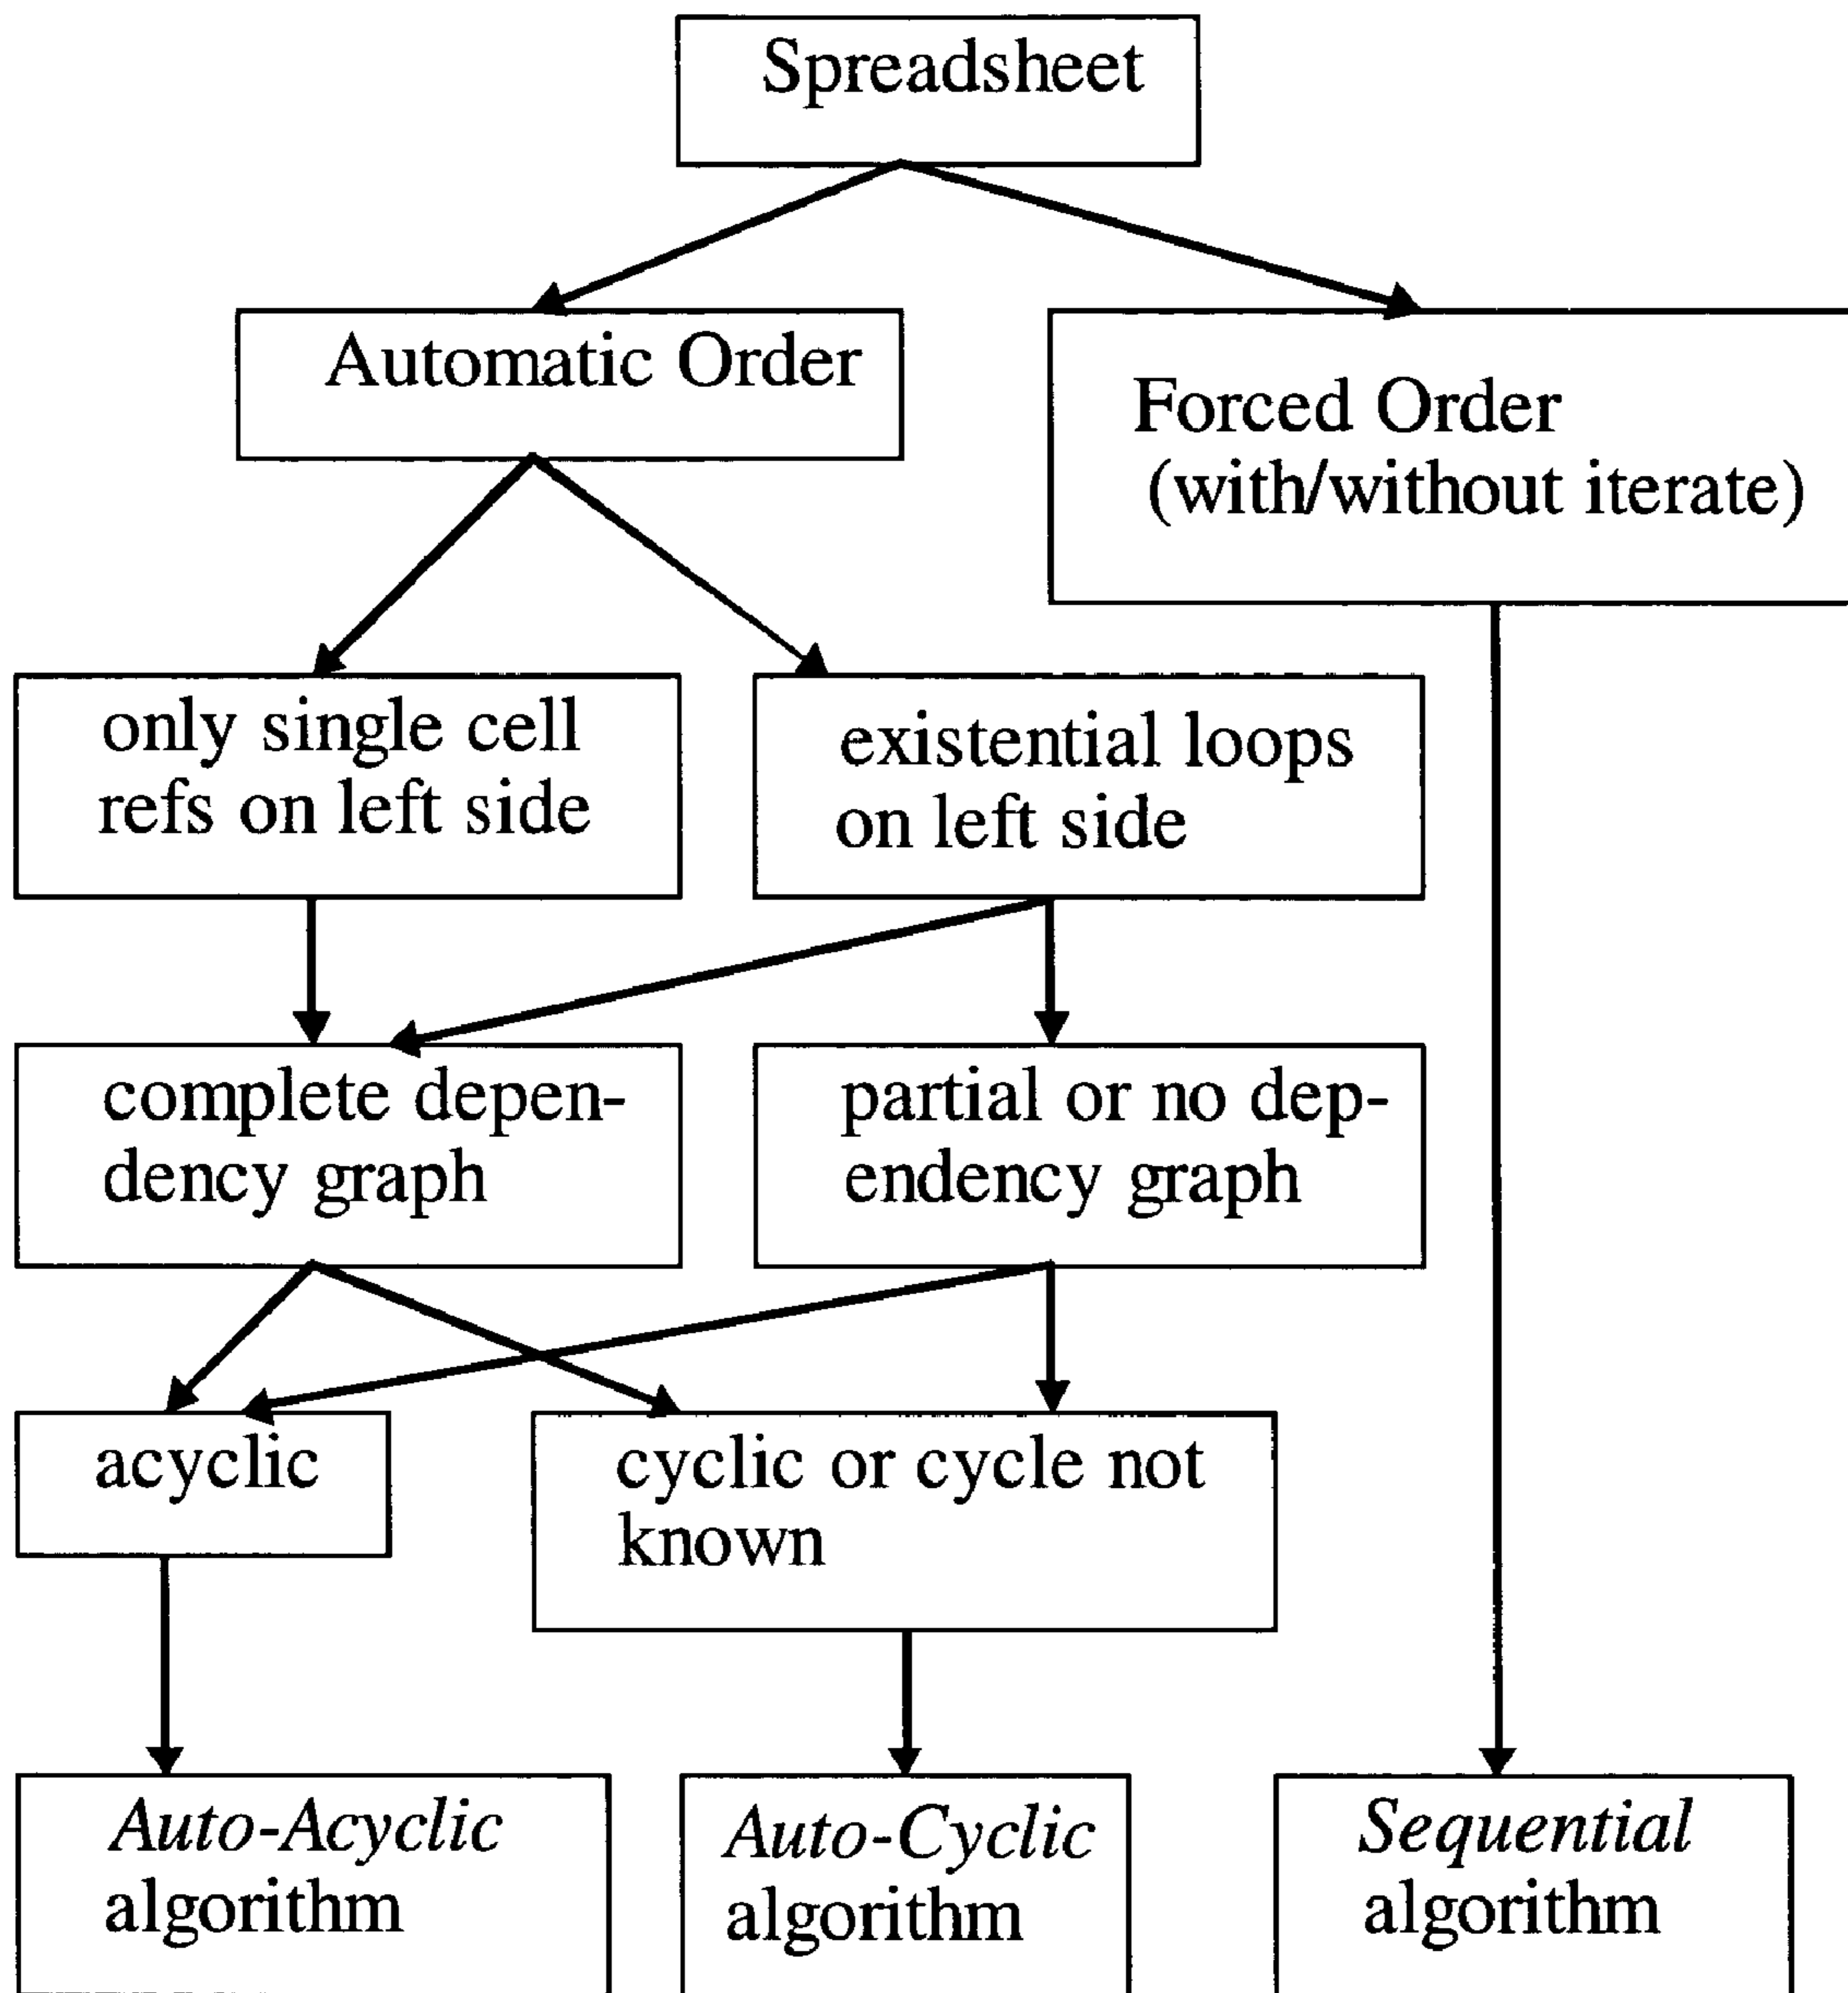 Spreadsheet
Automatic Order
Forced Order
(with/without iterate)
only single cell
refs on left side
existential loops
on left side
complete depen-
dency graph
partial or no dep-
endency graph
acyclic
cyclic or cycle not
known
Auto-Acyclic
algorithm
Auto-Cyclic
algorithm
Sequential
algorithm